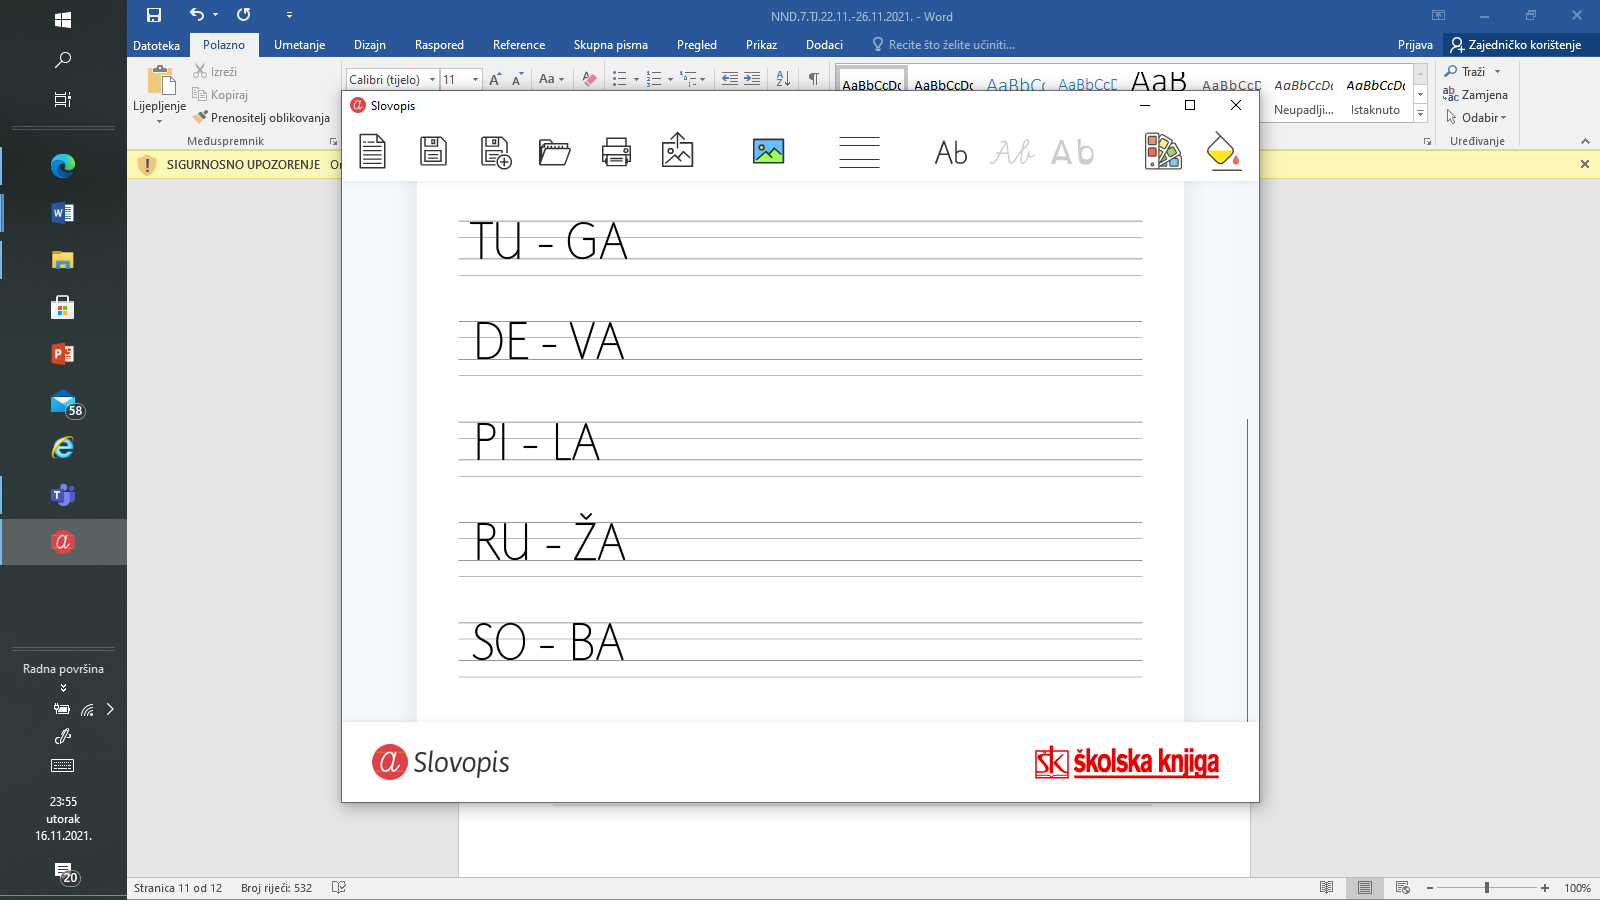 NND.7.TJ.22.11.-26.11.2021. - Word
Datoteka Polazno Umetanje Dizajn Raspored Reference Skupna pisma Pregled Prikaz Dodaci Recite što želite učiniti... Prijava Zajedničko korištenje
Lijepljenje
Izreži
Kopiraj
Prenositelj oblikovanja
Međuspremnik
Calibri (tijelo) 11
Aa
AaBbCcDc AaBbCcDc AaBbCc AaBbCcD AaB AaBbCcD AaBbCcDc AaBbCcDc
Neupadlji... Istaknuto
Traži
Zamjena
Odabir
Uređivanje
SIGURNOSNO UPOZORENJE
Slovopis
Ab Ab Ab
TU - GA
DE - VA
PI - LA
RU - ŽA
SO - BA
Slovopis
šk školska knjiga
58
Radna površina
23:55
utorak
16.11.2021.
20
Stranica 11 od 12 Broj riječi: 532 100%